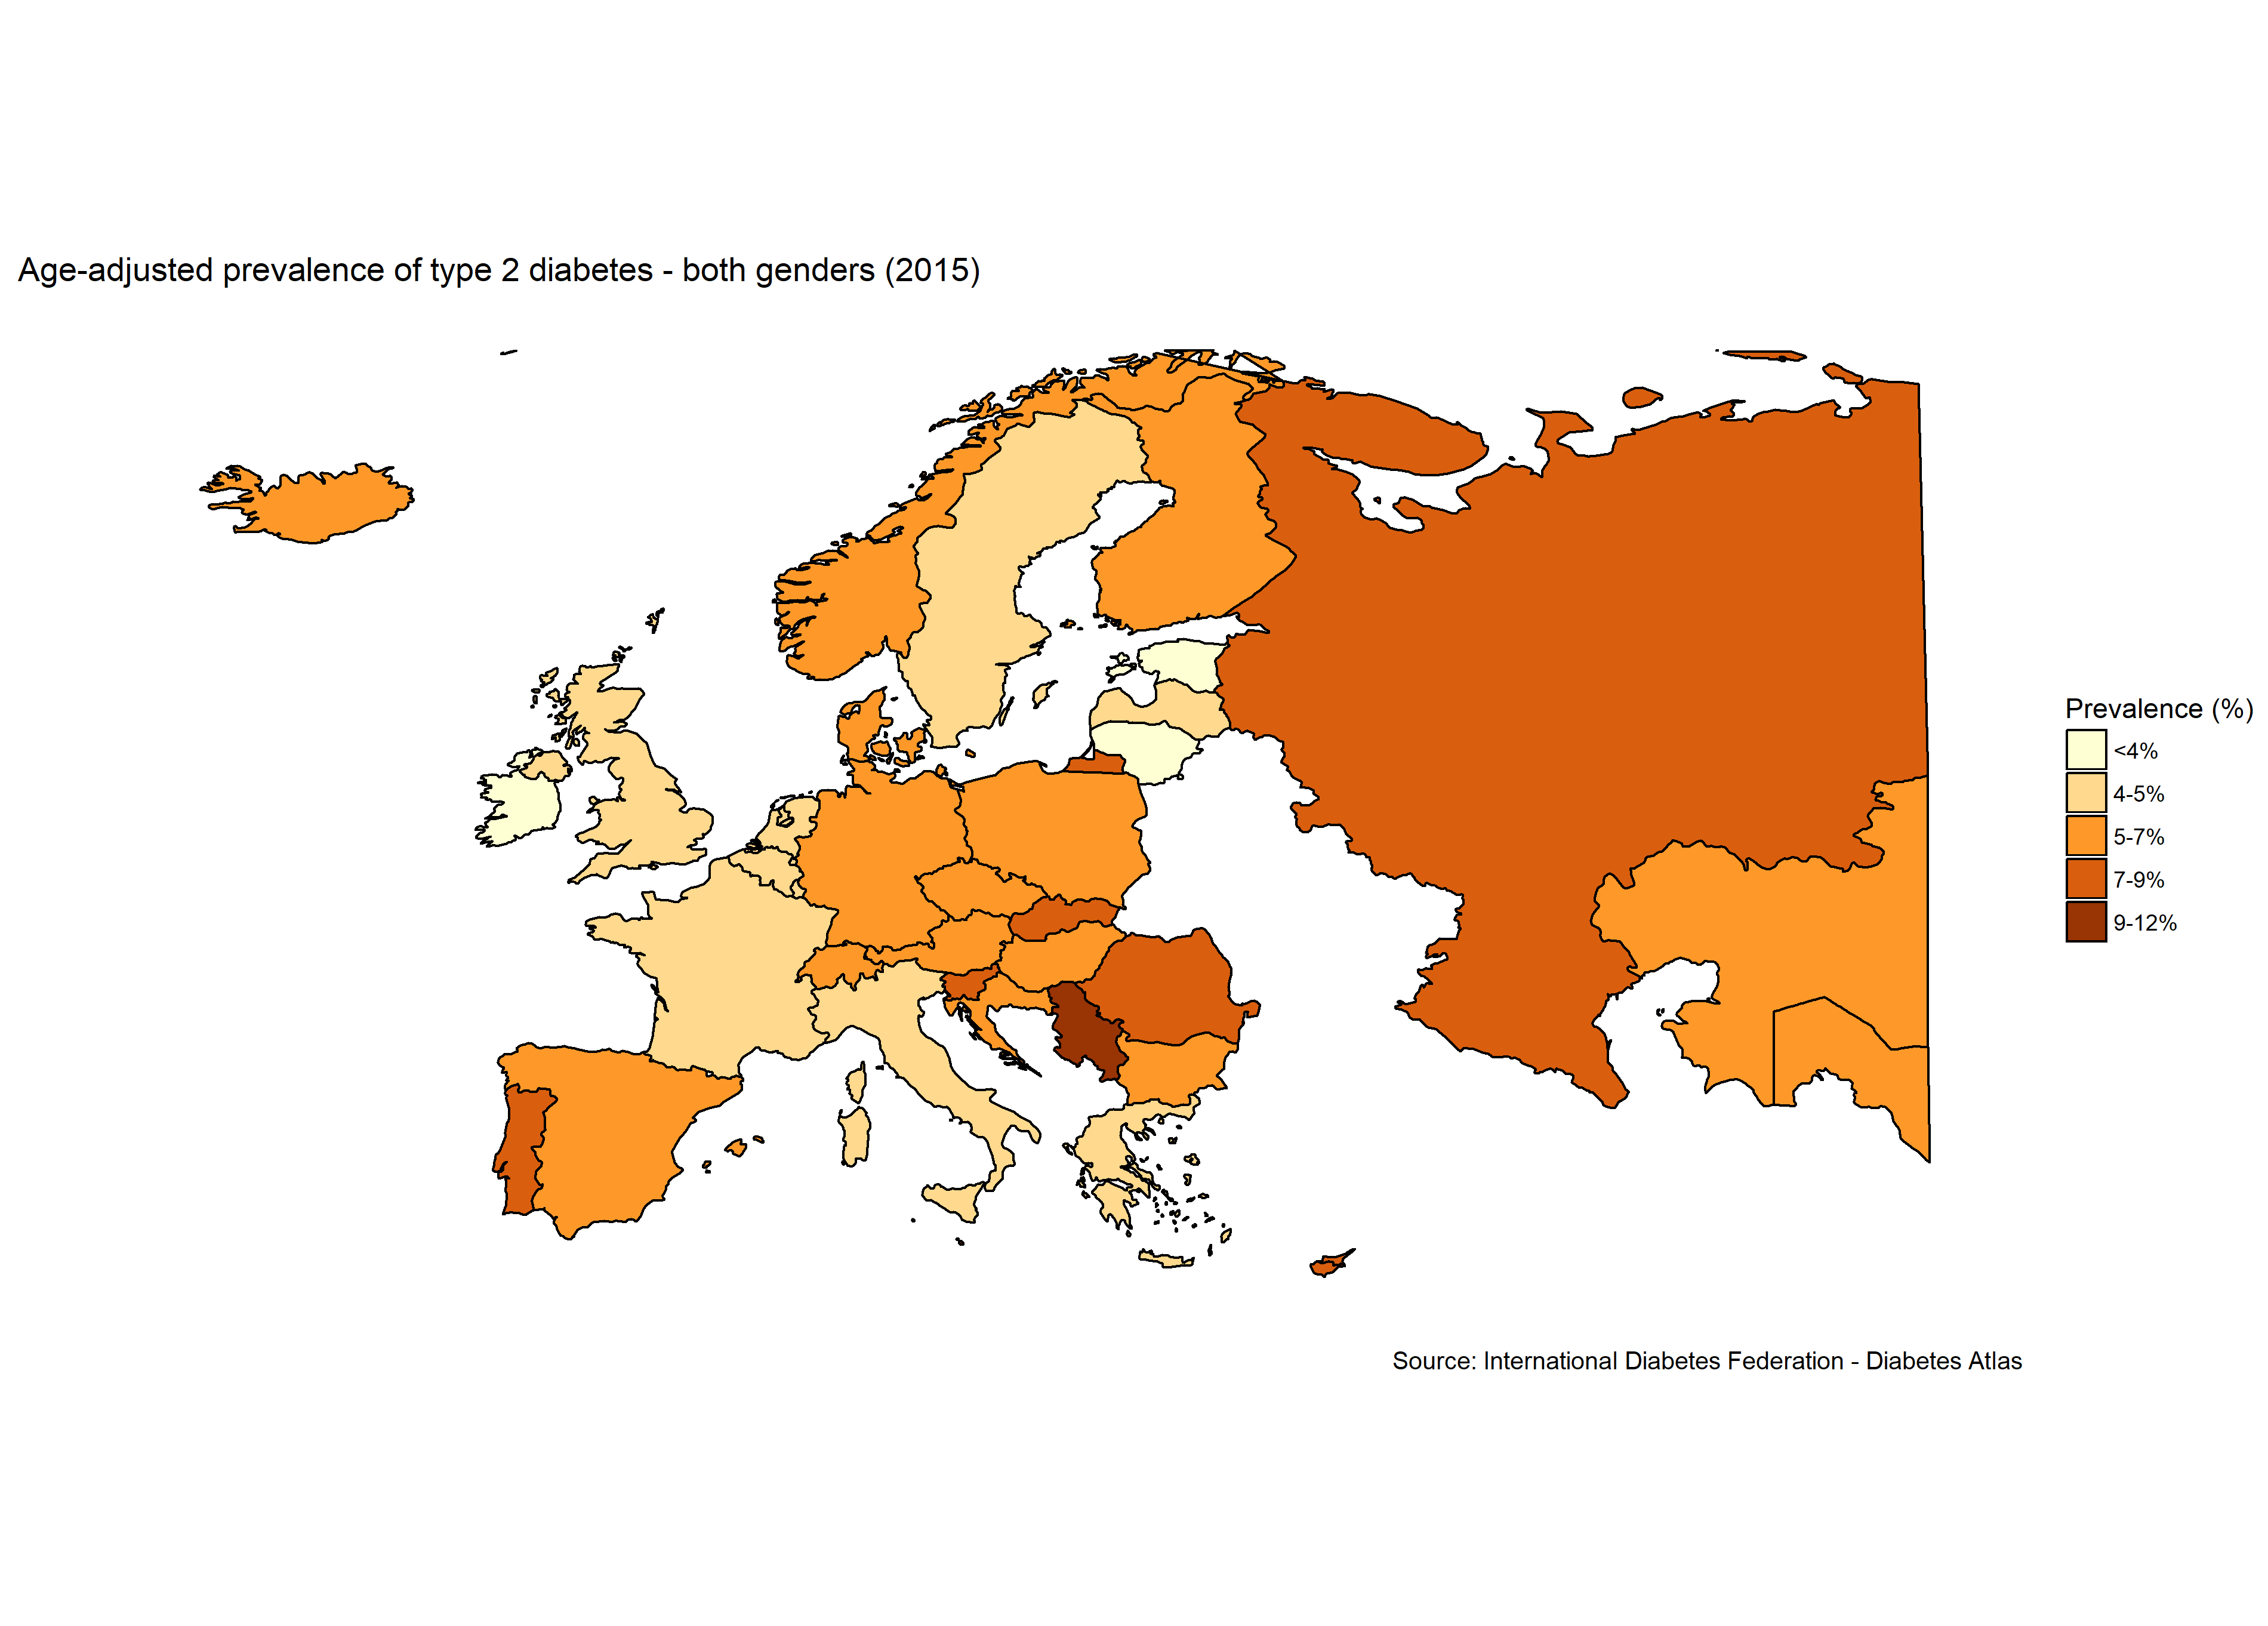 Age-adjusted prevalence of type 2 diabetes - both genders (2015)
Prevalence (%)
<4%
4-5%
5-7%
7-9%
9-12%
Source: International Diabetes Federation - Diabetes Atlas